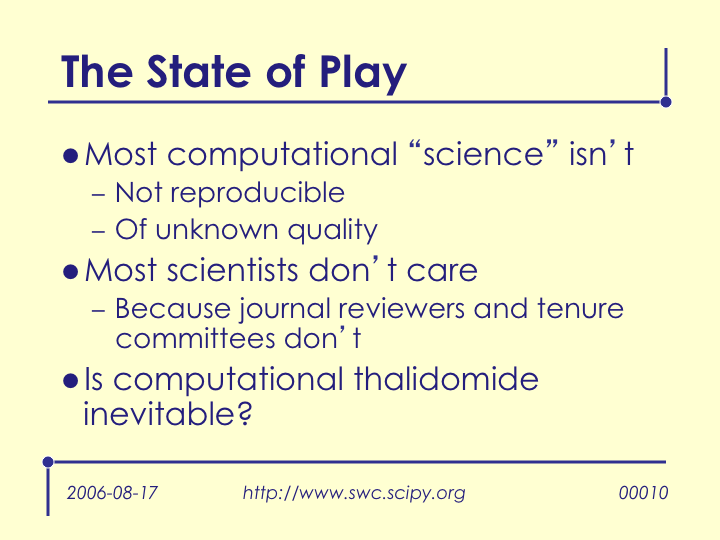 The State of Play
●Most computational “science” isn’t
– Not reproducible
– Of unknown quality
●Most scientists don’t care
– Because journal reviewers and tenure
committees don’t
●Is computational thalidomide
inevitable?
2006-08-17 http://www.swc.scipy.org 00010